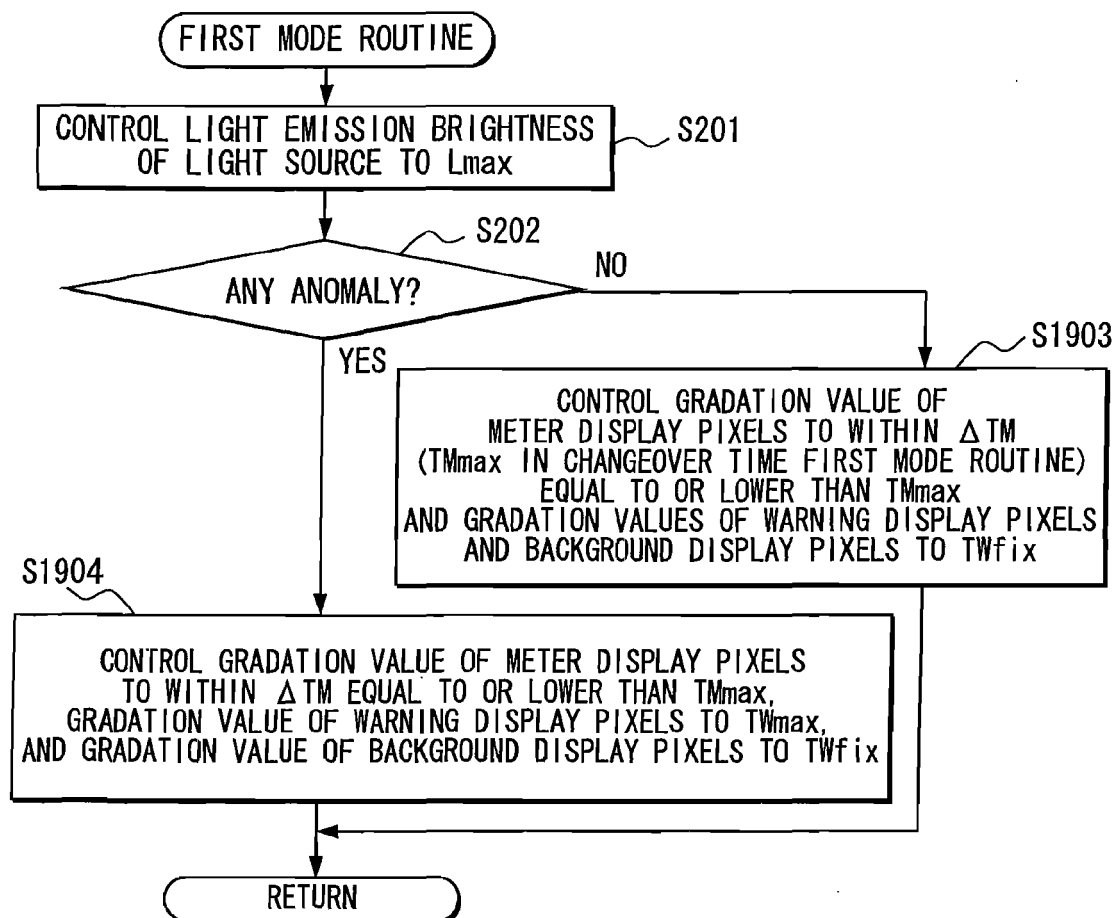 FIRST MODE ROUTINE
CONTROL LIGHT EMISSION BRIGHTNESS
OF LIGHT SOURCE TO Lmax
S201
S202
ANY ANOMALY?
NO
YES
S1903
CONTROL GRADATION VALUE OF
METER DISPLAY PIXELS TO WITHIN ΔTM
(TMmax IN CHANGEOVER TIME FIRST MODE ROUTINE)
EQUAL TO OR LOWER THAN TMmax
AND GRADATION VALUES OF WARNING DISPLAY PIXELS
AND BACKGROUND DISPLAY PIXELS TO TWfix
S1904
CONTROL GRADATION VALUE OF METER DISPLAY PIXELS
TO WITHIN ΔTM EQUAL TO OR LOWER THAN TMmax,
GRADATION VALUE OF WARNING DISPLAY PIXELS TO TWmax,
AND GRADATION VALUE OF BACKGROUND DISPLAY PIXELS TO TWfix
RETURN